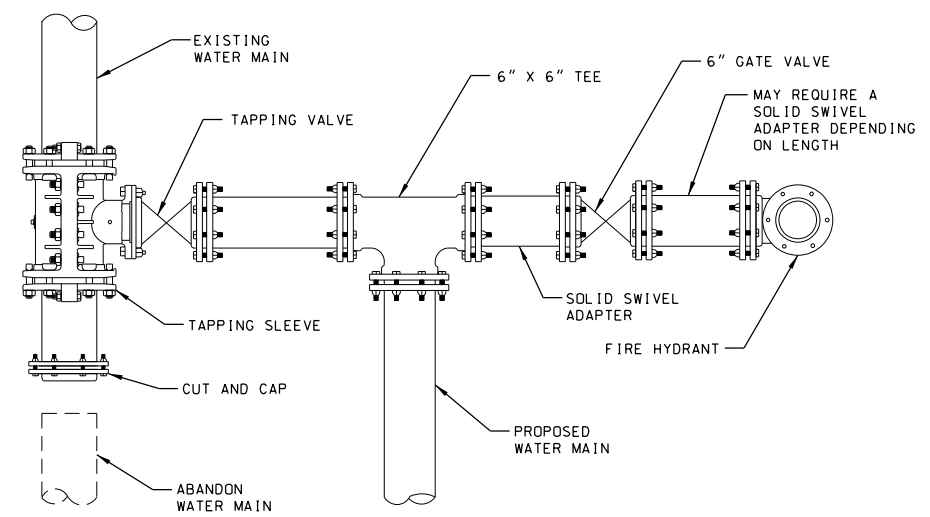 EXISTING
WATER MAIN
6" X 6" TEE
6" GATE VALVE
MAY REQUIRE A
SOLID SWIVEL
ADAPTER DEPENDING
ON LENGTH
TAPPING VALVE
SOLID SWIVEL
ADAPTER
TAPPING SLEEVE
FIRE HYDRANT
CUT AND CAP
PROPOSED
WATER MAIN
ABANDON
WATER MAIN